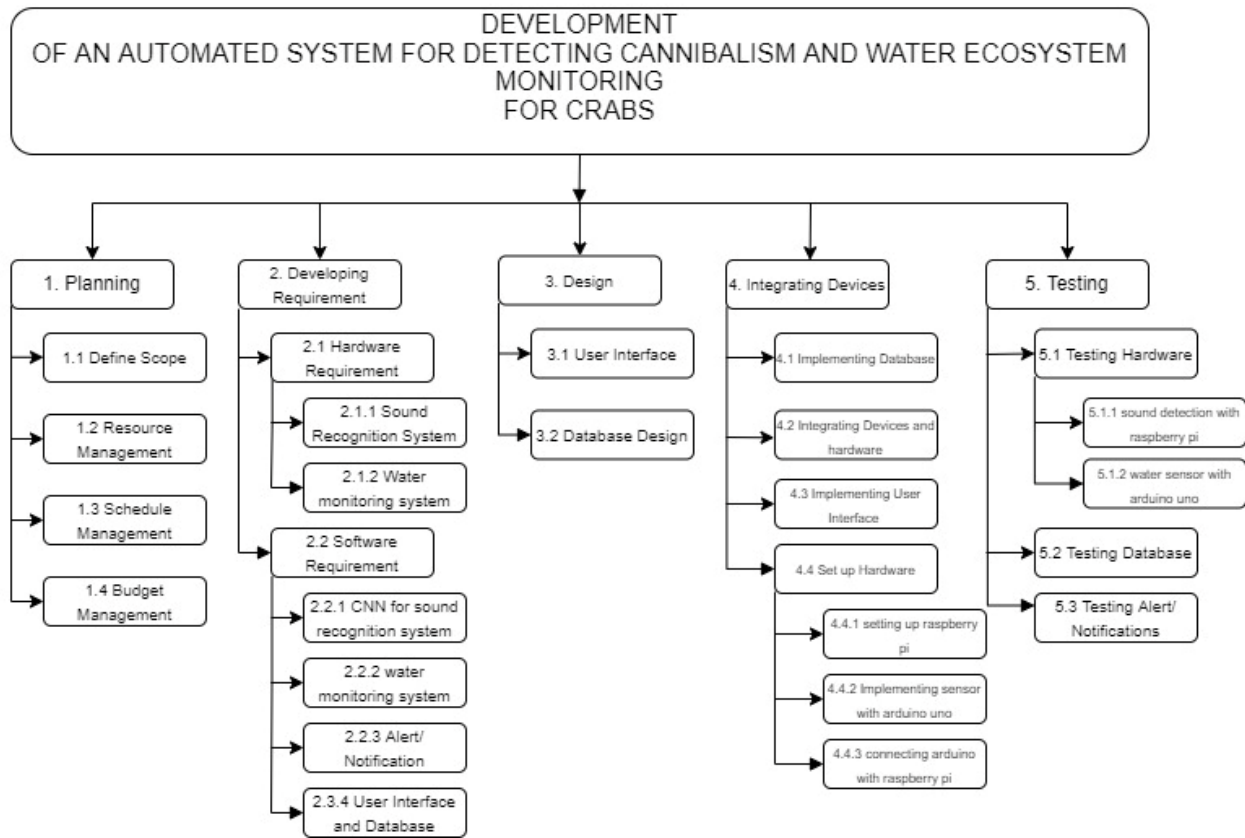 DEVELOPMENT
OF AN AUTOMATED SYSTEM FOR DETECTING CANNIBALISM AND WATER ECOSYSTEM
MONITORING
FOR CRABS
1. Planning
1.1 Define Scope
1.2 Resource
Management
1.3 Schedule
Management
1.4 Budget
Management
2. Developing
Requirement
2.1 Hardware
Requirement
2.1.1 Sound
Recognition System
2.1.2 Water
monitoring system
2.2 Software
Requirement
2.2.1 CNN for sound
recognition system
2.2.2 water
monitoring system
2.2.3 Alert/
Notification
2.3.4 User Interface
and Database
3. Design
3.1 User Interface
3.2 Database Design
4. Integrating Devices
4.1 Implementing Database
4.2 Integrating Devices and
hardware
4.3 Implementing User
Interface
4.4 Set up Hardware
4.4.1 setting up raspberry
pi
4.4.2 Implementing sensor
with arduino uno
4.4.3 connecting arduino
with raspberry pi
5. Testing
5.1 Testing Hardware
5.1.1 sound detection with
raspberry pi
5.1.2 water sensor with
arduino uno
5.2 Testing Database
5.3 Testing Alert/
Notifications